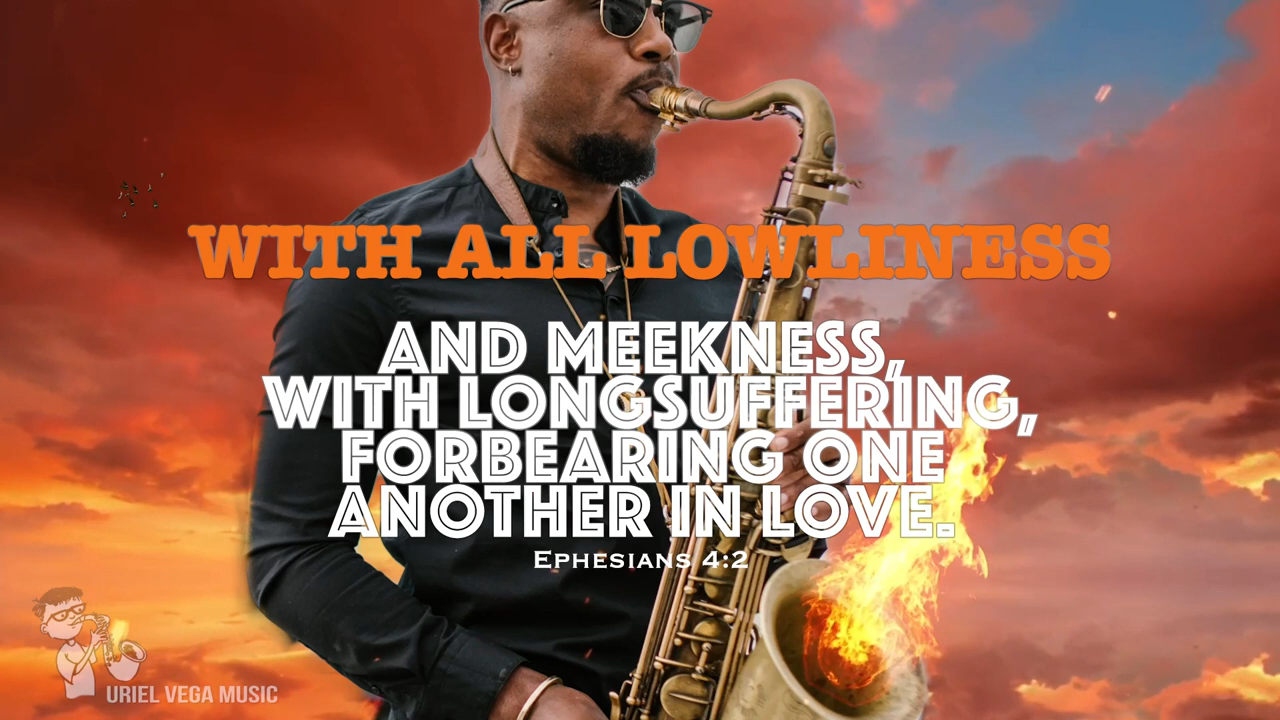 WITH ALL LOWLINESS
AND MEEKNESS,
WITH LONGSUFFERING,
FORBEARING ONE
ANOTHER IN LOVE.
EPHESIANS 4:2
URIEL VEGA MUSIC